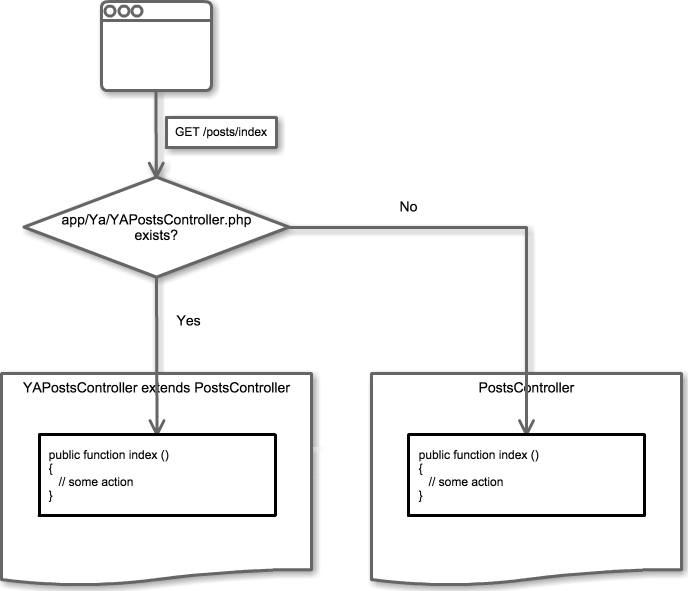 GET /posts/index
app/Ya/YAPostsController.php
exists?
No
Yes
YAPostsController extends PostsController
public function index ()
{
// some action
}
PostsController
public function index ()
{
// some action
}